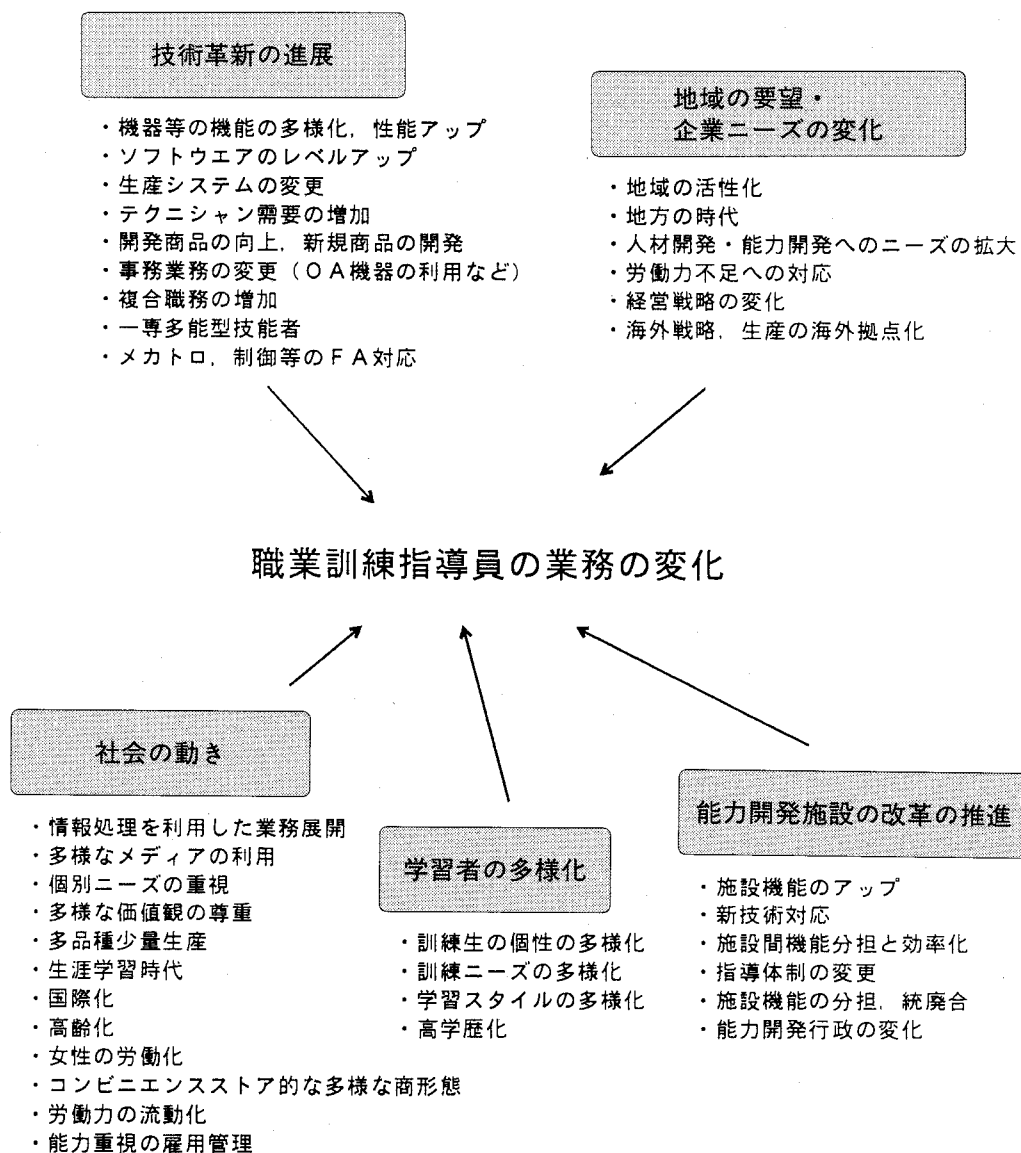 技術革新の進展
・機器等の機能の多様化，性能アップ
・ソフトウエアのレベルアップ
・生産システムの変更
・テクニシャン需要の増加
・開発商品の向上，新規商品の開発
・事務業務の変更（ＯＡ機器の利用など）
・複合職務の増加
・一専多能型技能者
・メカトロ，制御等のＦＡ対応
地域の要望・
企業ニーズの変化
・地域の活性化
・地方の時代
・人材開発・能力開発へのニーズの拡大
・労働力不足への対応
・経営戦略の変化
・海外戦略，生産の海外拠点化
職業訓練指導員の業務の変化
社会の動き
・情報処理を利用した業務展開
・多様なメディアの利用
・個別ニーズの重視
・多様な価値観の尊重
・多品種少量生産
・生涯学習時代
・国際化
・高齢化
・女性の労働化
・コンビニエンスストア的な多様な商形態
・労働力の流動化
・能力重視の雇用管理
学習者の多様化
・訓練生の個性の多様化
・訓練ニーズの多様化
・学習スタイルの多様化
・高学歴化
能力開発施設の改革の推進
・施設機能のアップ
・新技術対応
・施設間機能分担と効率化
・指導体制の変更
・施設機能の分担，統廃合
・能力開発行政の変化